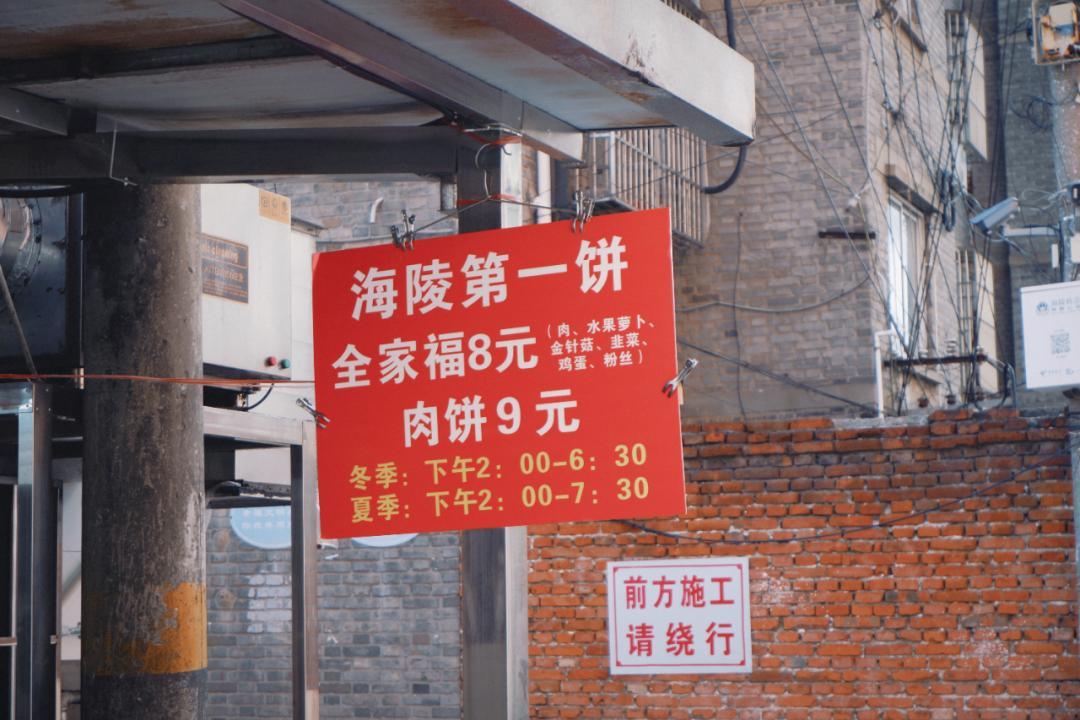 海陵第一饼
全家福8元（肉、水果萝卜、
金针菇、韭菜、
鸡蛋、粉丝）
肉饼9元
冬季：下午2：00-6：30
夏季：下午2：00-7：30
前方施工
请绕行